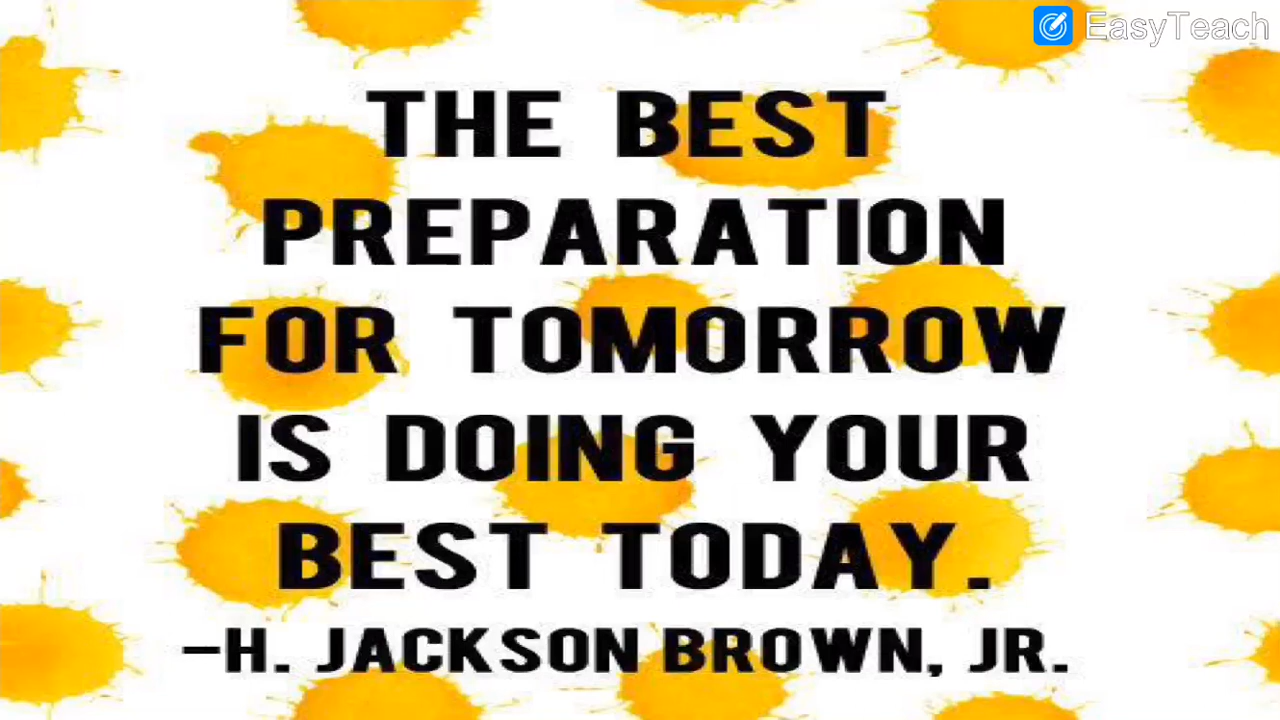 EasyTeach
THE BEST
PREPARATION
FOR TOMORROW
IS DOING YOUR
BEST TODAY.
–H. JACKSON BROWN, JR.